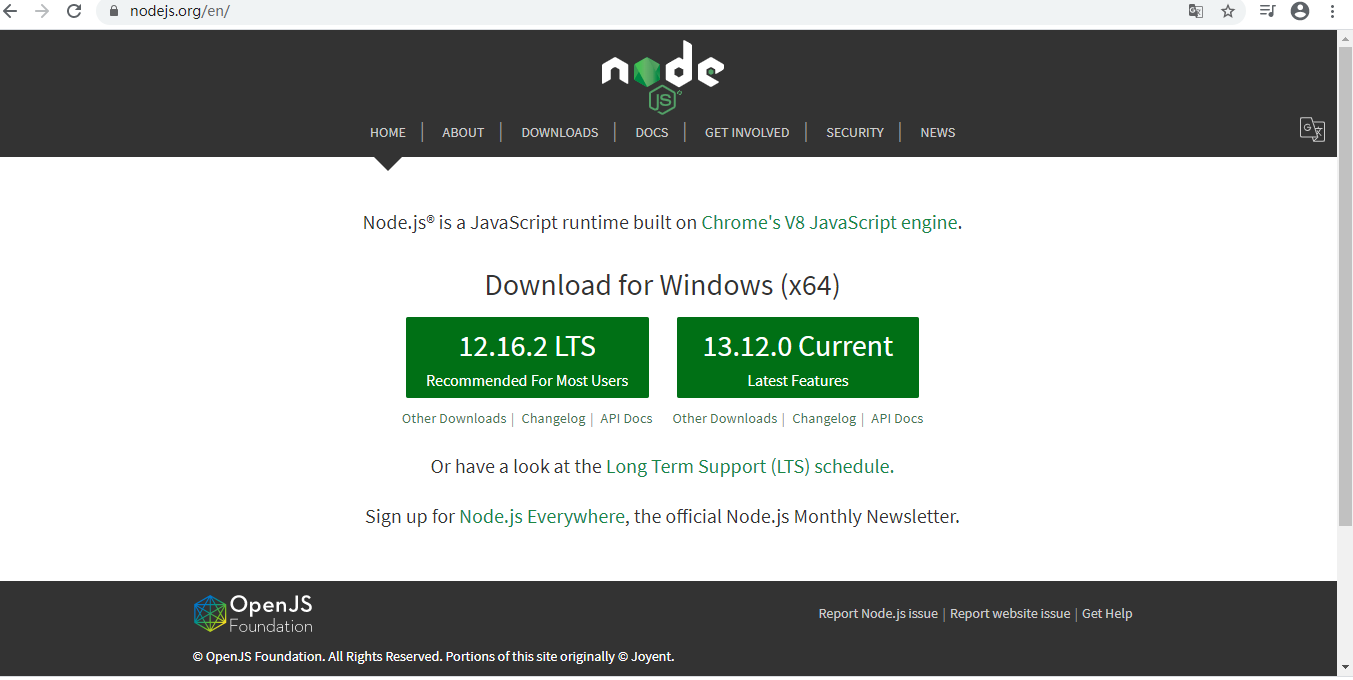 nodejs.org/en/
node
JS
HOME | ABOUT | DOWNLOADS | DOCS | GET INVOLVED | SECURITY | NEWS
Node.js® is a JavaScript runtime built on Chrome's V8 JavaScript engine.
Download for Windows (x64)
12.16.2 LTS
Recommended For Most Users
13.12.0 Current
Latest Features
Other Downloads | Changelog | API Docs
Other Downloads | Changelog | API Docs
Or have a look at the Long Term Support (LTS) schedule.
Sign up for Node.js Everywhere, the official Node.js Monthly Newsletter.
OpenJS
Foundation
Report Node.js issue | Report website issue | Get Help
© OpenJS Foundation. All Rights Reserved. Portions of this site originally © Joyent.